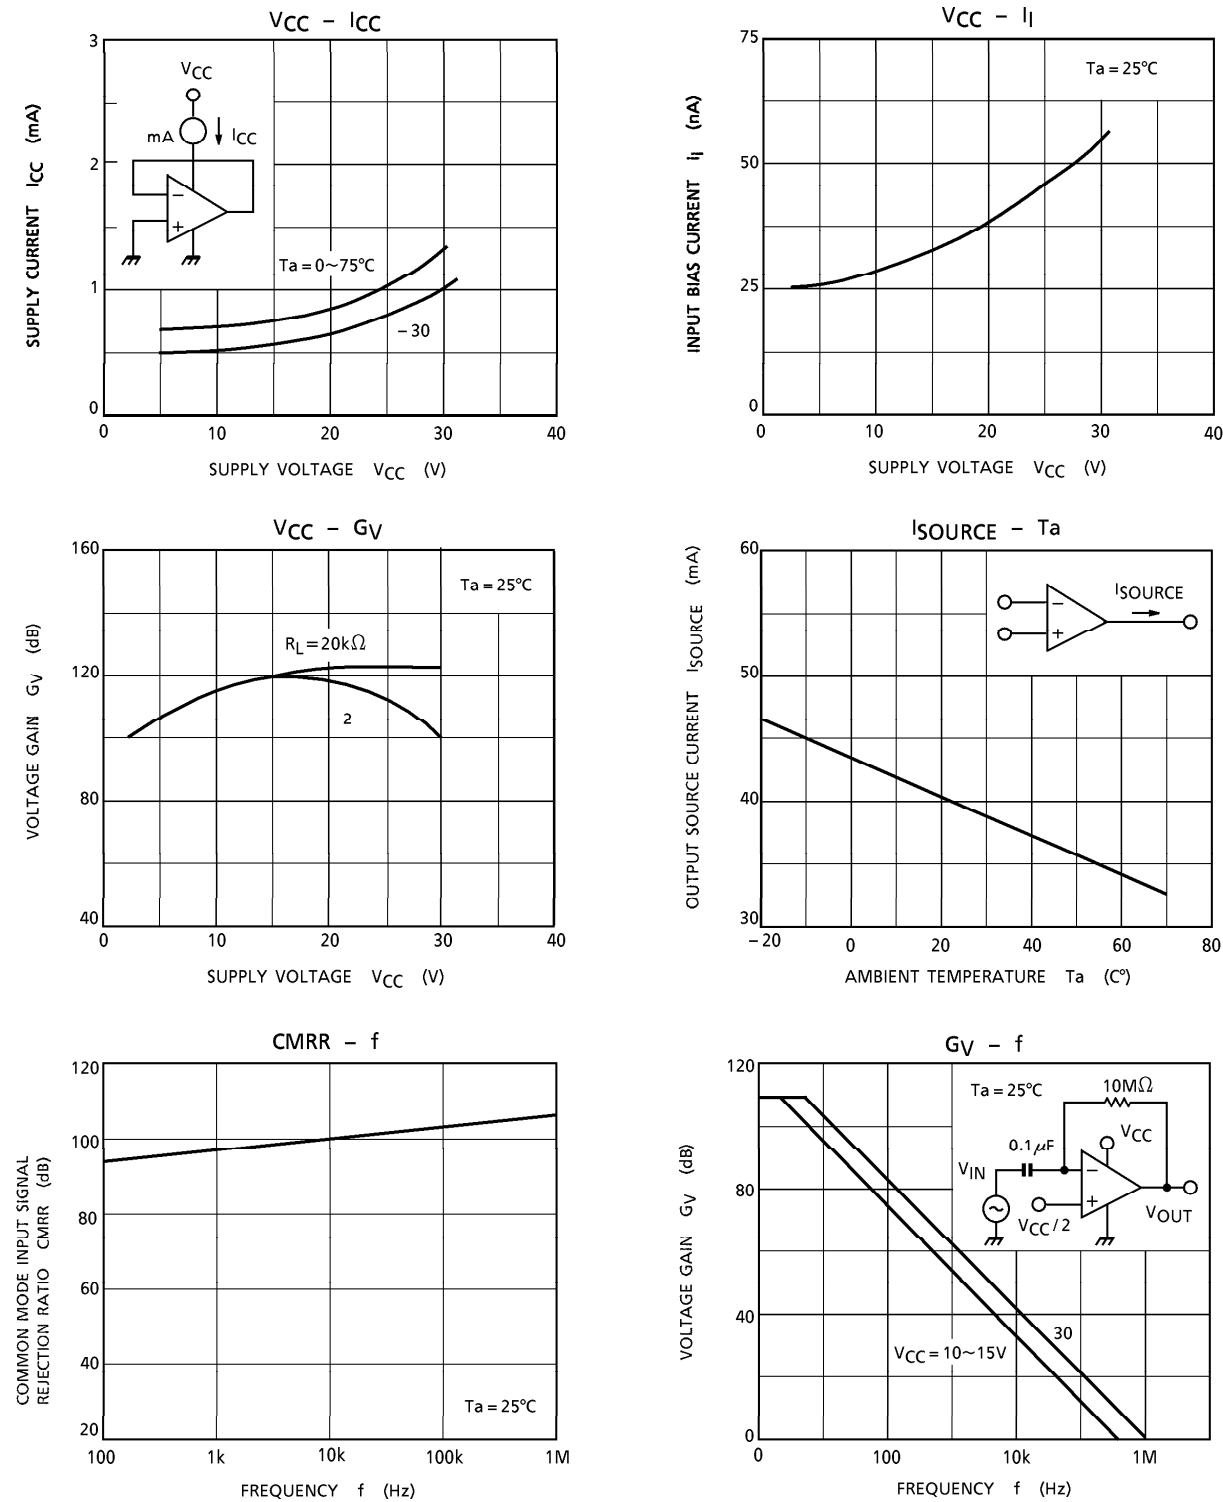 VCC – ICC
3
2
1
0
VCC
mA
ICC
−
+
Ta = 0~75°C
–30
0
10
20
30
40
SUPPLY CURRENT ICC (mA)
SUPPLY VOLTAGE VCC (V)
VCC – II
75
50
25
0
Ta = 25°C
0
10
20
30
40
INPUT BIAS CURRENT II (nA)
SUPPLY VOLTAGE VCC (V)
VCC – GV
160
120
80
40
Ta = 25°C
RL = 20kΩ
2
0
10
20
30
40
VOLTAGE GAIN GV (dB)
SUPPLY VOLTAGE VCC (V)
ISOURCE – Ta
60
50
40
30
ISOURCE
−
+
–20
0
20
40
60
80
OUTPUT SOURCE CURRENT ISOURCE (mA)
AMBIENT TEMPERATURE Ta (C°)
CMRR – f
120
100
80
60
40
20
Ta = 25°C
100
1k
10k
100k
1M
COMMON MODE INPUT SIGNAL
REJECTION RATIO CMRR (dB)
FREQUENCY f (Hz)
GV – f
120
80
40
0
Ta = 25°C
10MΩ
0.1μF
VCC
VIN
−
+
VCC/2
VOUT
30
VCC = 10~15V
0
100
10k
1M
VOLTAGE GAIN GV (dB)
FREQUENCY f (Hz)